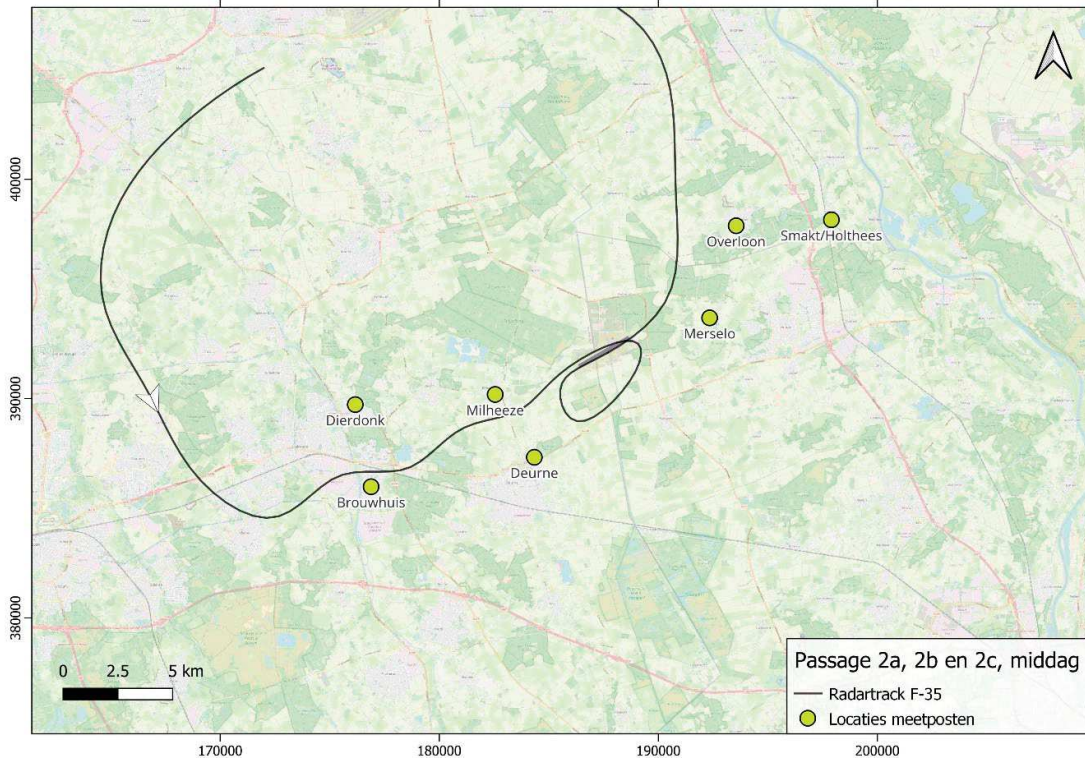 400000
390000
380000
Overloon
Smakt/Holthees
Merselo
Milheeze
Dierdonk
Deurne
Brouwhuis
0 2.5 5 km
Passage 2a, 2b en 2c, middag
Radartrack F-35
Locaties meetposten
170000 180000 190000 200000